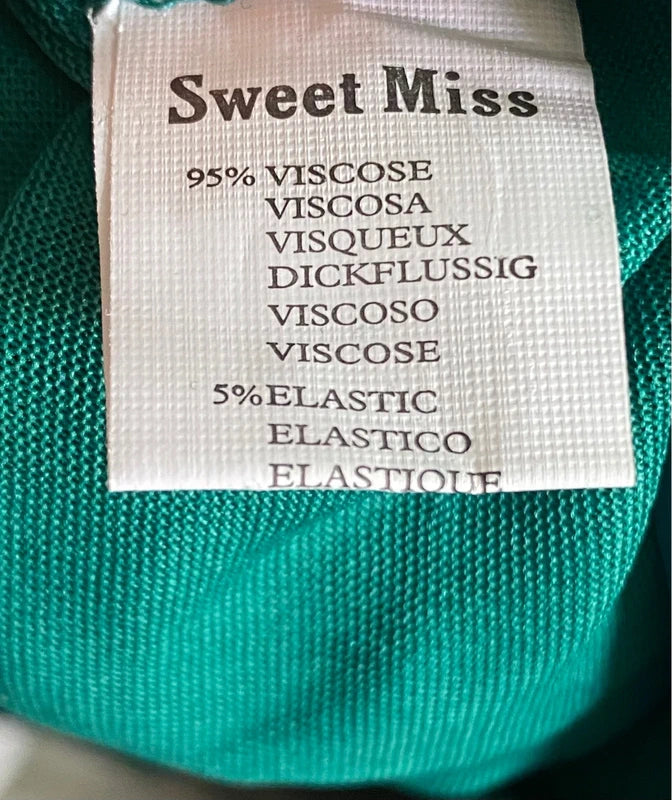 Sweet Miss
95% VISCOSE
VISCOSA
VISQUEUX
DICKFLUSSIG
VISCOSO
VISCOSE
5% ELASTIC
ELASTICO
ELASTIQUE